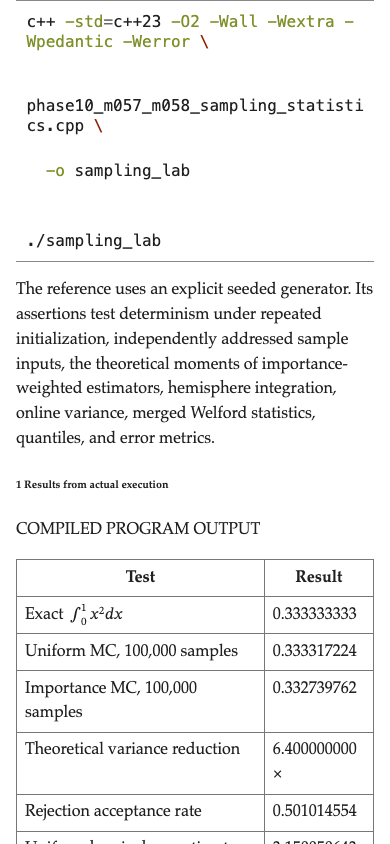 c++ -std=c++23 -O2 -Wall -Wextra -
Wpedantic -Werror \
phase10_m057_m058_sampling_statisti
cs.cpp \
-o sampling_lab
./sampling_lab
The reference uses an explicit seeded generator. Its
assertions test determinism under repeated
initialization, independently addressed sample
inputs, the theoretical moments of importance-
weighted estimators, hemisphere integration,
online variance, merged Welford statistics,
quantiles, and error metrics.
1 Results from actual execution
COMPILED PROGRAM OUTPUT
Test Result
Exact ∫₀¹ x²dx 0.333333333
Uniform MC, 100,000 samples 0.333317224
Importance MC, 100,000 0.332739762
samples
Theoretical variance reduction 6.400000000
×
Rejection acceptance rate 0.501014554